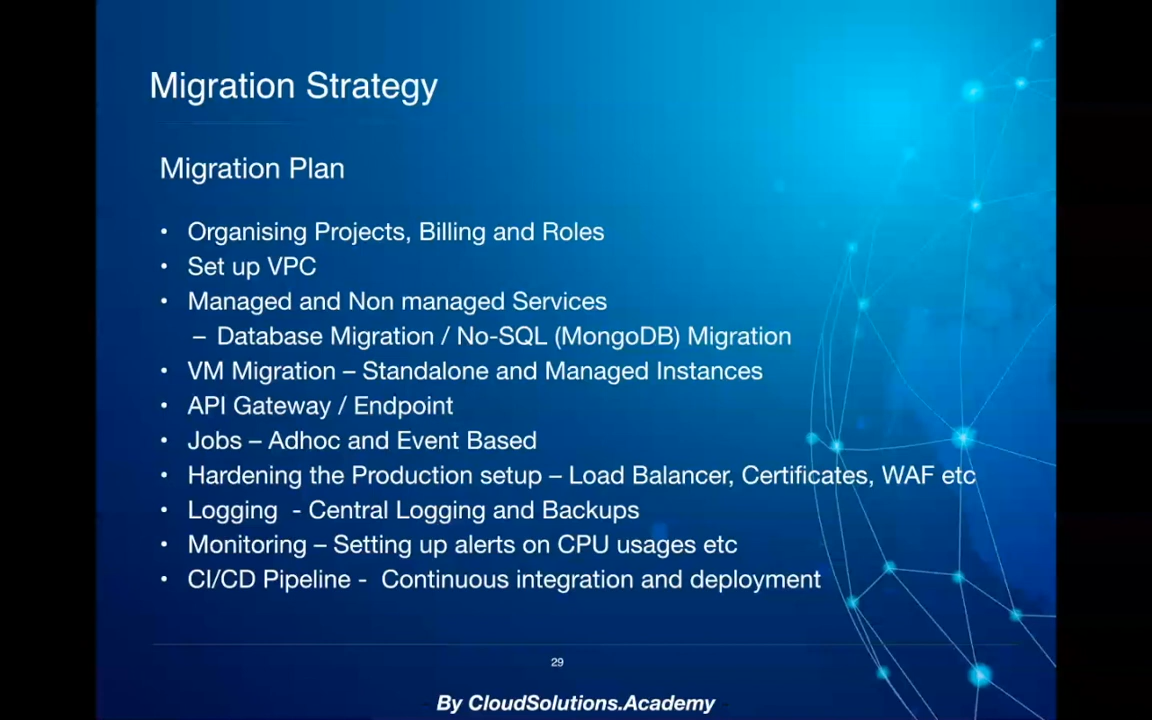 Migration Strategy
Migration Plan
• Organising Projects, Billing and Roles
• Set up VPC
• Managed and Non managed Services
– Database Migration / No-SQL (MongoDB) Migration
• VM Migration – Standalone and Managed Instances
• API Gateway / Endpoint
• Jobs – Adhoc and Event Based
• Hardening the Production setup – Load Balancer, Certificates, WAF etc
• Logging  - Central Logging and Backups
• Monitoring – Setting up alerts on CPU usages etc
• CI/CD Pipeline -  Continuous integration and deployment
29
By CloudSolutions.Academy